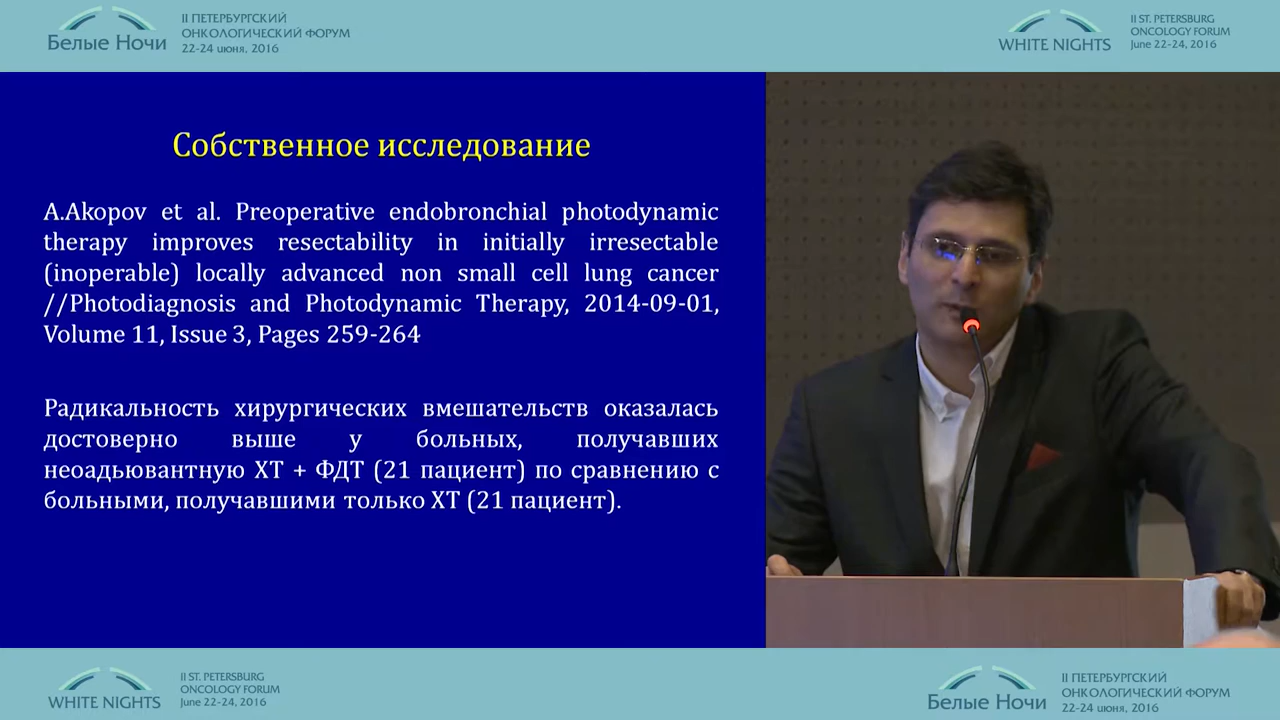 Белые Ночи
II ПЕТЕРБУРГСКИЙ
ОНКОЛОГИЧЕСКИЙ ФОРУМ
22-24 июня, 2016
WHITE NIGHTS
II ST. PETERSBURG
ONCOLOGY FORUM
June 22-24, 2016
Собственное исследование
A.Akopov et al. Preoperative endobronchial photodynamic
therapy improves resectability in initially irresectable
(inoperable) locally advanced non small cell lung cancer
//Photodiagnosis and Photodynamic Therapy, 2014-09-01,
Volume 11, Issue 3, Pages 259-264
Радикальность хирургических вмешательств оказалась
достоверно выше у больных, получавших
неоадьювантную ХТ + ФДТ (21 пациент) по сравнению с
больными, получавшими только ХТ (21 пациент).
WHITE NIGHTS
II ST. PETERSBURG
ONCOLOGY FORUM
June 22-24, 2016
Белые Ночи
II ПЕТЕРБУРГСКИЙ
ОНКОЛОГИЧЕСКИЙ ФОРУМ
22-24 июня, 2016